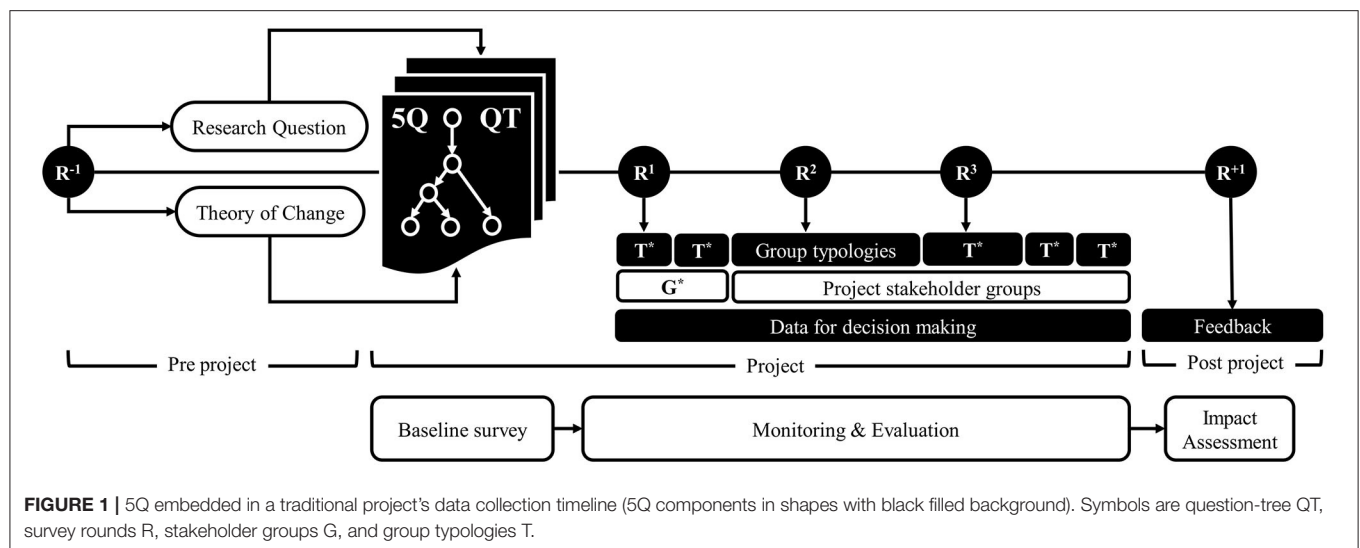 Research Question
5Q QT
R-1
R1
R2
R3
R+1
Theory of Change
T* T* Group typologies T* T* T*
G* Project stakeholder groups
Data for decision making
Feedback
Pre project
Project
Post project
Baseline survey
Monitoring & Evaluation
Impact
Assessment
FIGURE 1 | 5Q embedded in a traditional project's data collection timeline (5Q components in shapes with black filled background). Symbols are question-tree QT,
survey rounds R, stakeholder groups G, and group typologies T.